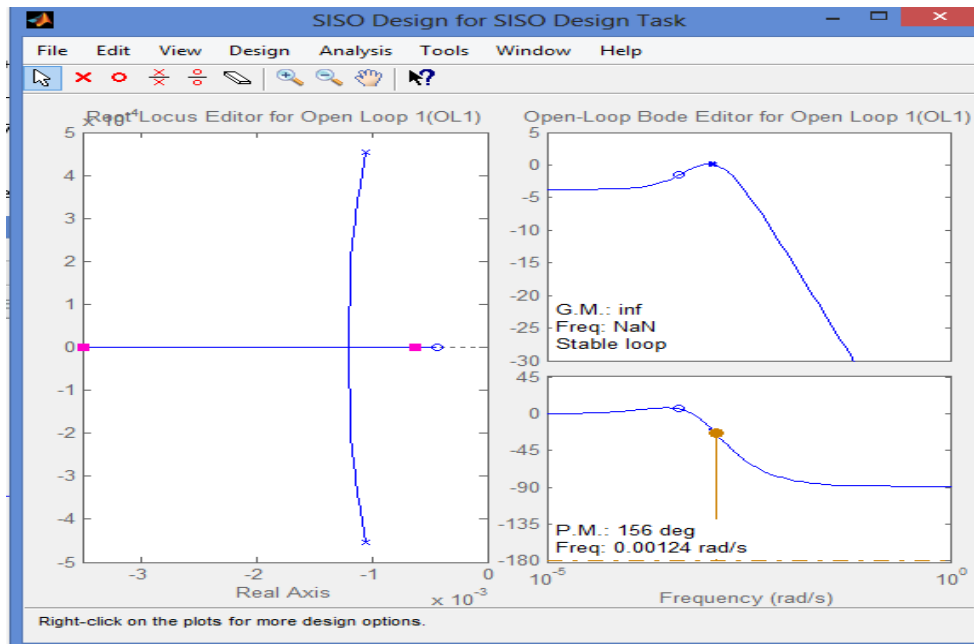 SISO Design for SISO Design Task
File Edit View Design Analysis Tools Window Help
Root Locus Editor for Open Loop 1(OL1)
x 10^-4
5
4
3
2
1
0
-1
-2
-3
-4
-5
-3 -2 -1 0
x 10^-3
Real Axis
Open-Loop Bode Editor for Open Loop 1(OL1)
5
0
-5
-10
-15
-20
-25
-30
G.M.: inf
Freq: NaN
Stable loop
45
0
-45
-90
-135
-180
P.M.: 156 deg
Freq: 0.00124 rad/s
10^-5 10^0
Frequency (rad/s)
Right-click on the plots for more design options.